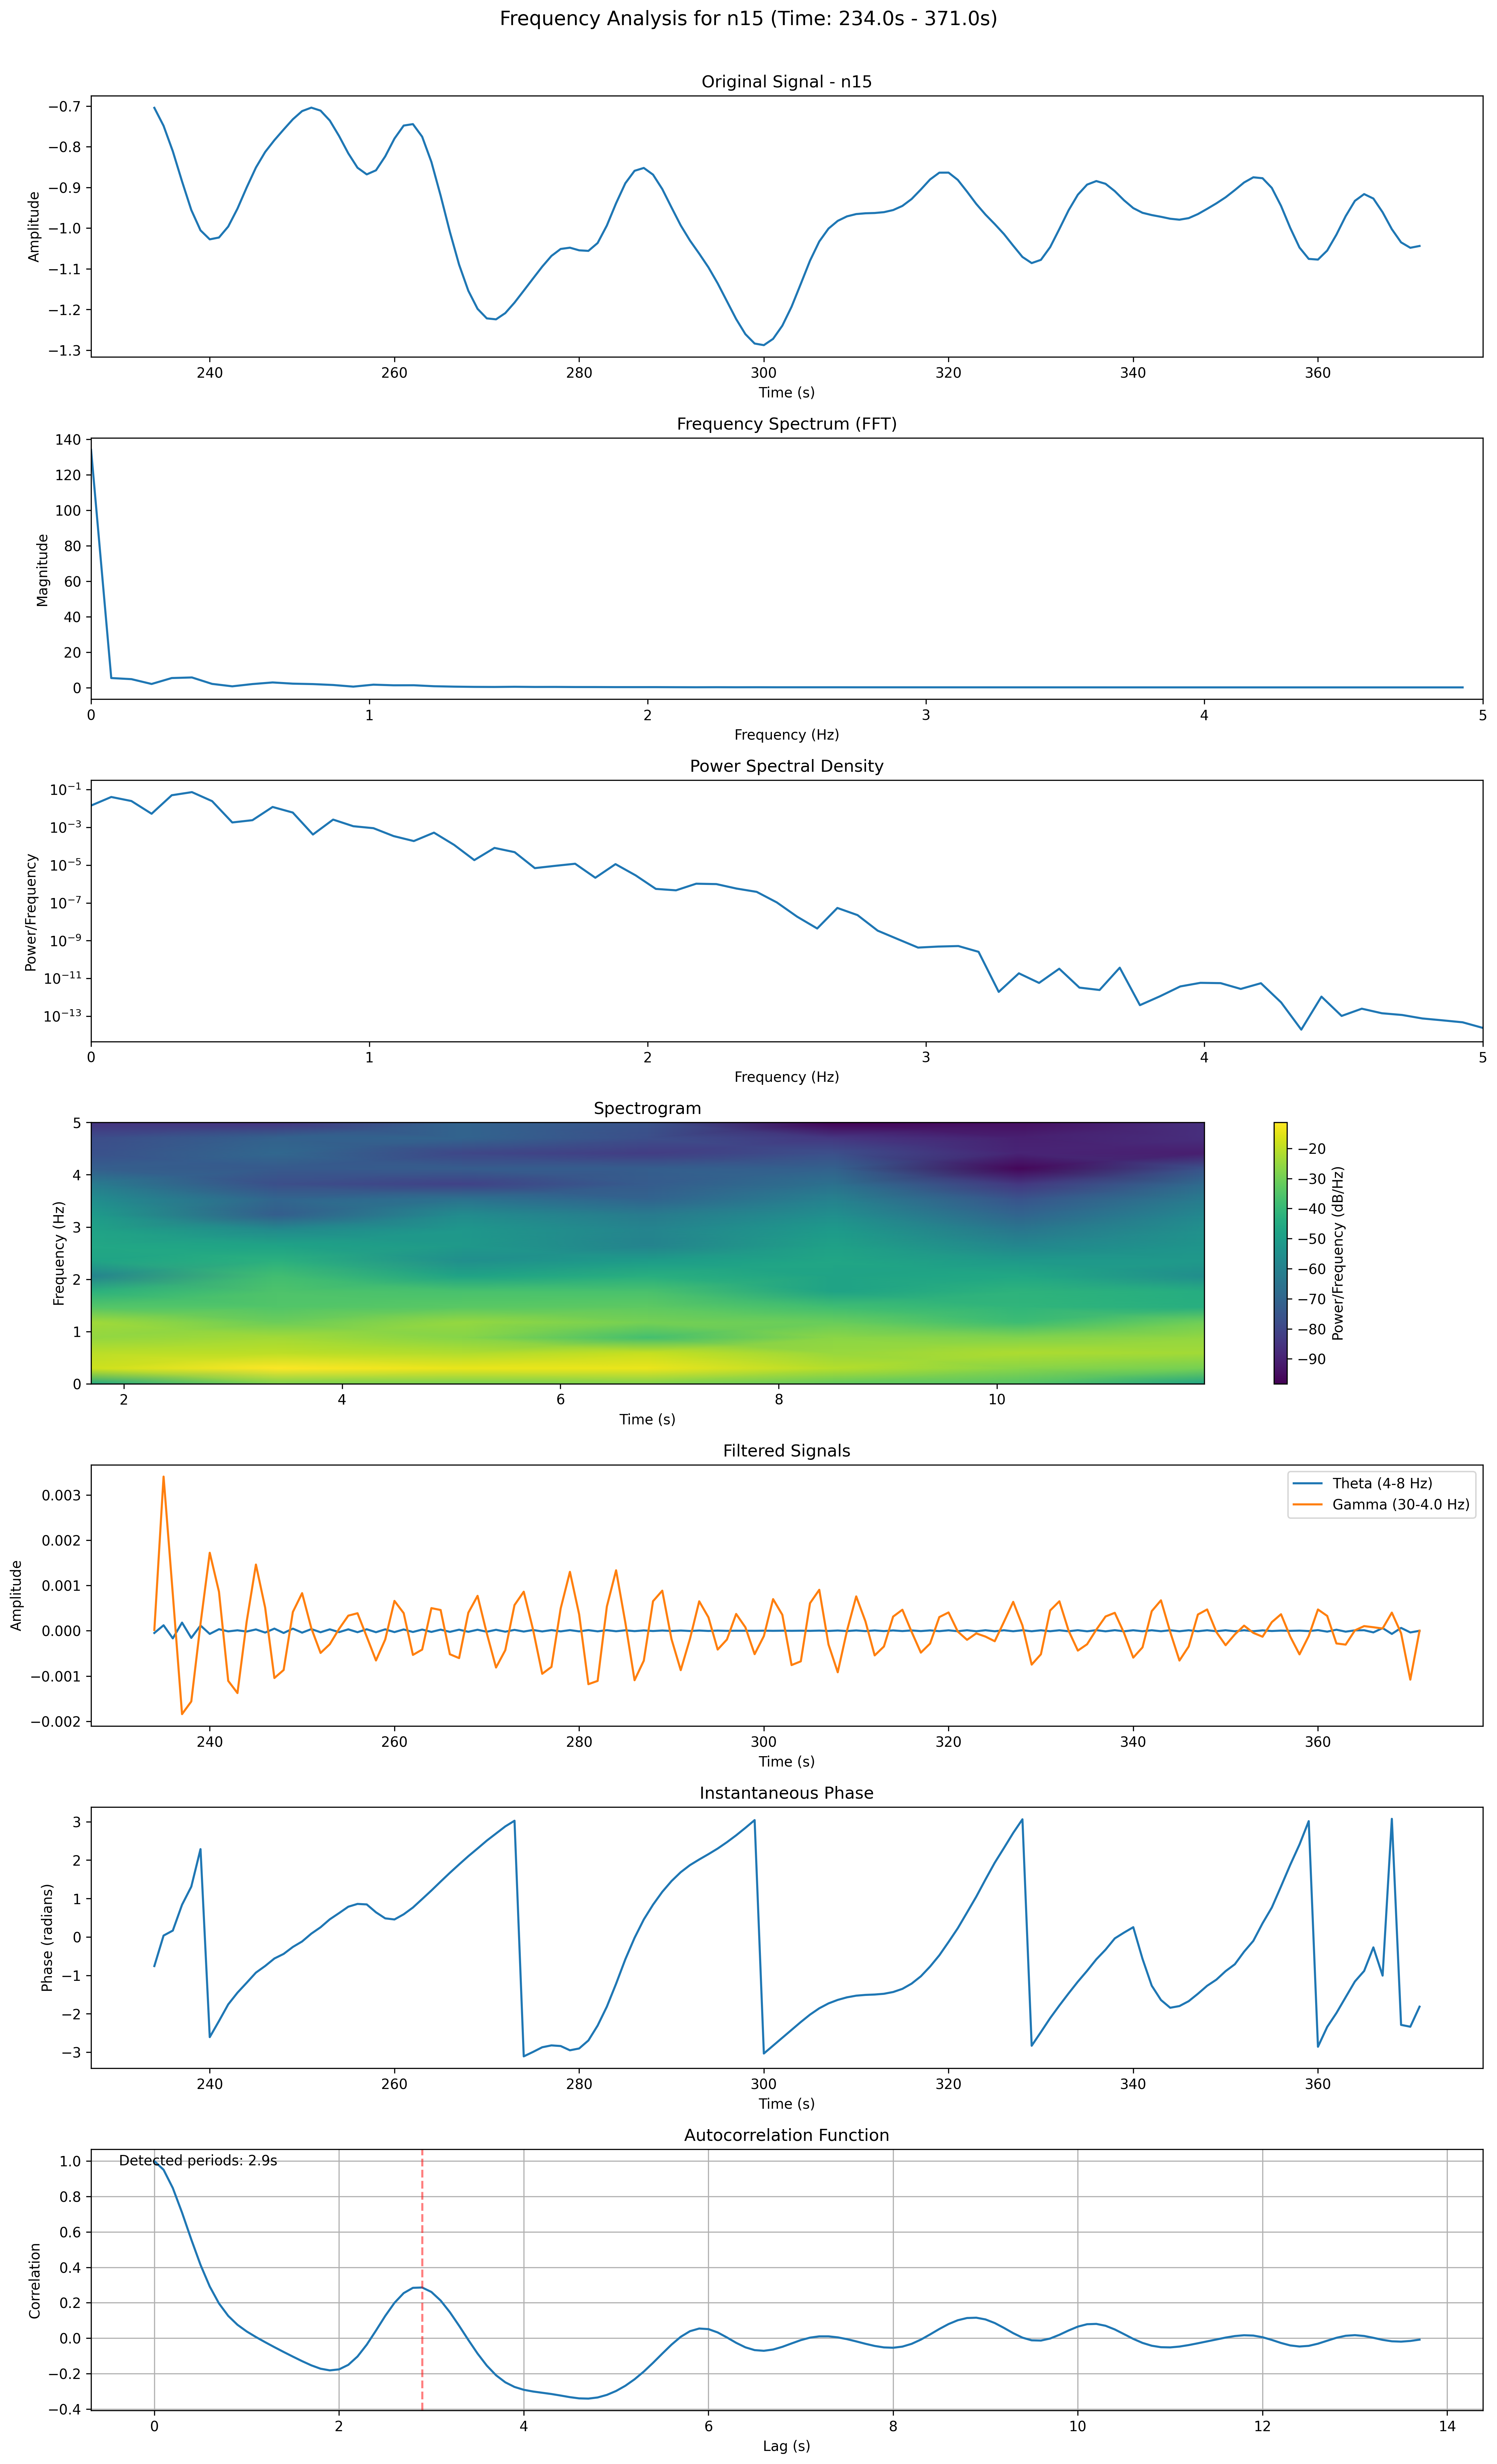 Frequency Analysis for n15 (Time: 234.0s - 371.0s)
Original Signal - n15
−0.7
−0.8
−0.9
−1.0
−1.1
−1.2
−1.3
Amplitude
240 260 280 300 320 340 360
Time (s)
Frequency Spectrum (FFT)
140
120
100
80
60
40
20
0
Magnitude
0 1 2 3 4 5
Frequency (Hz)
Power Spectral Density
10⁻¹
10⁻³
10⁻⁵
10⁻⁷
10⁻⁹
10⁻¹¹
10⁻¹³
Power/Frequency
0 1 2 3 4 5
Frequency (Hz)
Spectrogram
5
4
3
2
1
0
Frequency (Hz)
2 4 6 8 10
Time (s)
−20
−30
−40
−50
−60
−70
−80
−90
Power/Frequency (dB/Hz)
Filtered Signals
0.003
0.002
0.001
0.000
−0.001
−0.002
Amplitude
Theta (4-8 Hz)
Gamma (30-4.0 Hz)
240 260 280 300 320 340 360
Time (s)
Instantaneous Phase
3
2
1
0
−1
−2
−3
Phase (radians)
240 260 280 300 320 340 360
Time (s)
Autocorrelation Function
Detected periods: 2.9s
1.0
0.8
0.6
0.4
0.2
0.0
−0.2
−0.4
Correlation
0 2 4 6 8 10 12 14
Lag (s)